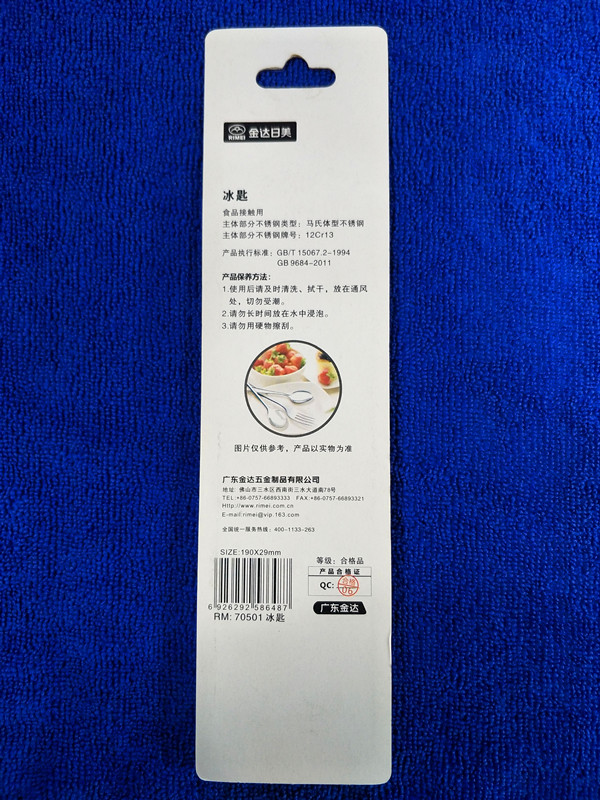 RIMEI 金达日美
冰匙
食品接触用
主体部分不锈钢类型：马氏体型不锈钢
主体部分不锈钢牌号：12Cr13
产品执行标准：GB/T 15067.2-1994
GB 9684-2011
产品保养方法：
1.使用后请及时清洗、拭干，放在通风
处，切勿受潮。
2.请勿长时间放在水中浸泡。
3.请勿用硬物擦刮。
图片仅供参考，产品以实物为准
广东金达五金制品有限公司
地址：佛山市三水区西南街三水大道南78号
TEL:+86-0757-66893333 FAX:+86-0757-66893321
Http://www.rimei.com.cn
E-mail:rimei@vip.163.com
全国统一服务热线：400-1133-263
SIZE:190X29mm
等级：合格品
产品合格证
QC: 合格
06
6 926292 586487
广东金达
RM: 70501 冰匙